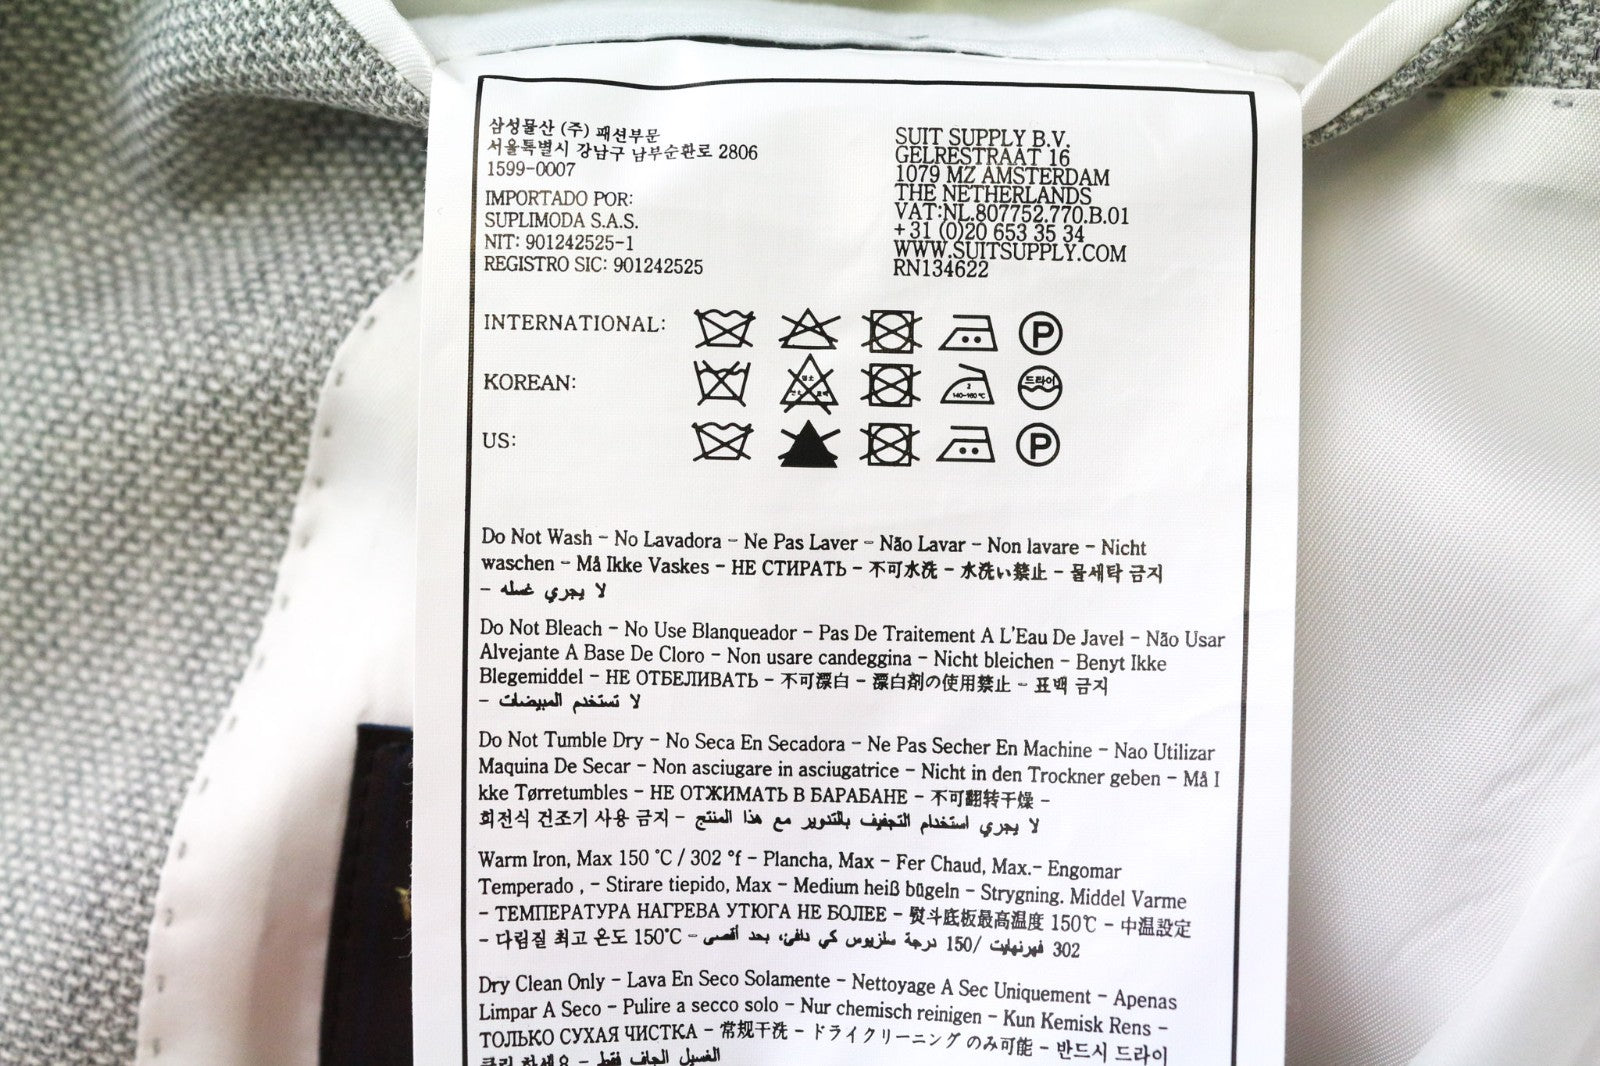 삼성물산 (주) 패션부문
서울특별시 강남구 남부순환로 2806
1599-0007
IMPORTADO POR:
SUPLIMODA S.A.S.
NIT: 901242525-1
REGISTRO SIC: 901242525
SUIT SUPPLY B.V.
GELRESTRAAT 16
1079 MZ AMSTERDAM
THE NETHERLANDS
VAT:NL.807752.770.B.01
+31 (0)20 653 35 34
WWW.SUITSUPPLY.COM
RN134622
INTERNATIONAL:
P
KOREAN:
2
140-160 ℃
드라이
US:
P
Do Not Wash - No Lavadora - Ne Pas Laver - Não Lavar - Non lavare - Nicht
waschen - Må Ikke Vaskes - НЕ СТИРАТЬ - 不可水洗 - 水洗い禁止 - 물세탁 금지
- لا يجري غسله
Do Not Bleach - No Use Blanqueador - Pas De Traitement A L'Eau De Javel - Não Usar
Alvejante A Base De Cloro - Non usare candeggina - Nicht bleichen - Benyt Ikke
Blegemiddel - НЕ ОТБЕЛИВАТЬ - 不可漂白 - 漂白剤の使用禁止 - 표백 금지
- لا تستخدم المبيضات
Do Not Tumble Dry - No Seca En Secadora - Ne Pas Secher En Machine - Nao Utilizar
Maquina De Secar - Non asciugare in asciugatrice - Nicht in den Trockner geben - Må I
kke Tørretumbles - НЕ ОТЖИМАТЬ В БАРАБАНЕ - 不可翻转干燥 -
회전식 건조기 사용 금지 - لا يجري استخدام التجفيف بالتدوير مع هذا المنتج
Warm Iron, Max 150 °C / 302 °f - Plancha, Max - Fer Chaud, Max.- Engomar
Temperado , - Stirare tiepido, Max - Medium heiß bügeln - Strygning. Middel Varme
- ТЕМПЕРАТУРА НАГРЕВА УТЮГА НЕ БОЛЕЕ - 熨斗底板最高温度 150℃ - 中温設定
- 다림질 최고 온도 150℃ - درجة سلزيوس كي دافئ، بحد أقصى 150/ فهرنهايت 302
Dry Clean Only - Lava En Seco Solamente - Nettoyage A Sec Uniquement - Apenas
Limpar A Seco - Pulire a secco solo - Nur chemisch reinigen - Kun Kemisk Rens -
ТОЛЬКО СУХАЯ ЧИСТКА - 常规干洗 - ドライクリーニング のみ可能 - 반드시 드라이
클리 하세요 - الغسيل الجاف فقط